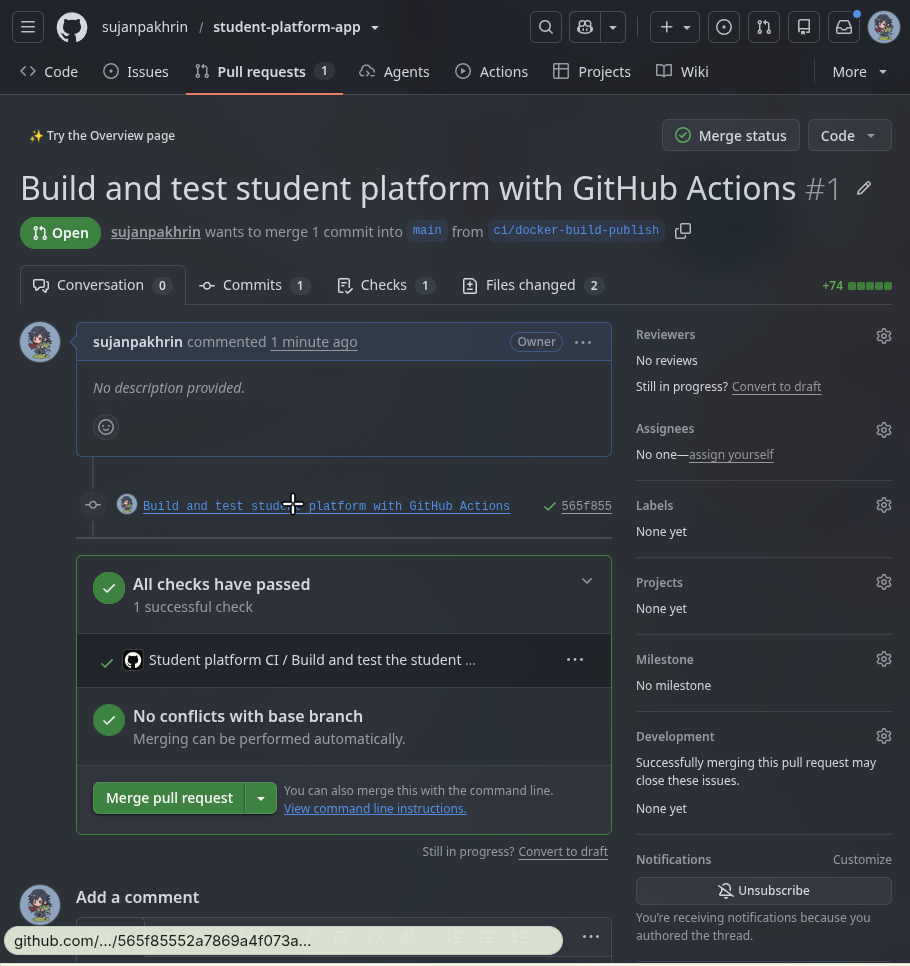 sujanpakhrin / student-platform-app
Code Issues Pull requests 1 Agents Actions Projects Wiki More
✨ Try the Overview page
Merge status Code
Build and test student platform with GitHub Actions #1
Open sujanpakhrin wants to merge 1 commit into main from ci/docker-build-publish
Conversation 0 Commits 1 Checks 1 Files changed 2 +74
sujanpakhrin commented 1 minute ago Owner
No description provided.
Build and test student platform with GitHub Actions 565f855
All checks have passed
1 successful check
Student platform CI / Build and test the student ...
No conflicts with base branch
Merging can be performed automatically.
Merge pull request
You can also merge this with the command line.
View command line instructions.
Still in progress? Convert to draft
Add a comment
Reviewers
No reviews
Still in progress? Convert to draft
Assignees
No one—assign yourself
Labels
None yet
Projects
None yet
Milestone
No milestone
Development
Successfully merging this pull request may
close these issues.
None yet
Notifications Customize
Unsubscribe
You're receiving notifications because you
authored the thread.
github.com/.../565f85552a7869a4f073a...